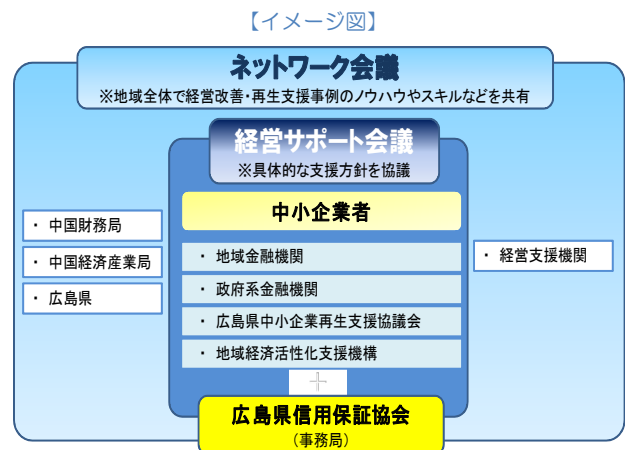 【イメージ図】
ネットワーク会議
※地域全体で経営改善・再生支援事例のノウハウやスキルなどを共有
経営サポート会議
※具体的な支援方針を協議
中小企業者
・ 中国財務局
・ 中国経済産業局
・ 広島県
・ 地域金融機関
・ 政府系金融機関
・ 広島県中小企業再生支援協議会
・ 地域経済活性化支援機構
・ 経営支援機関
+
広島県信用保証協会
（事務局）